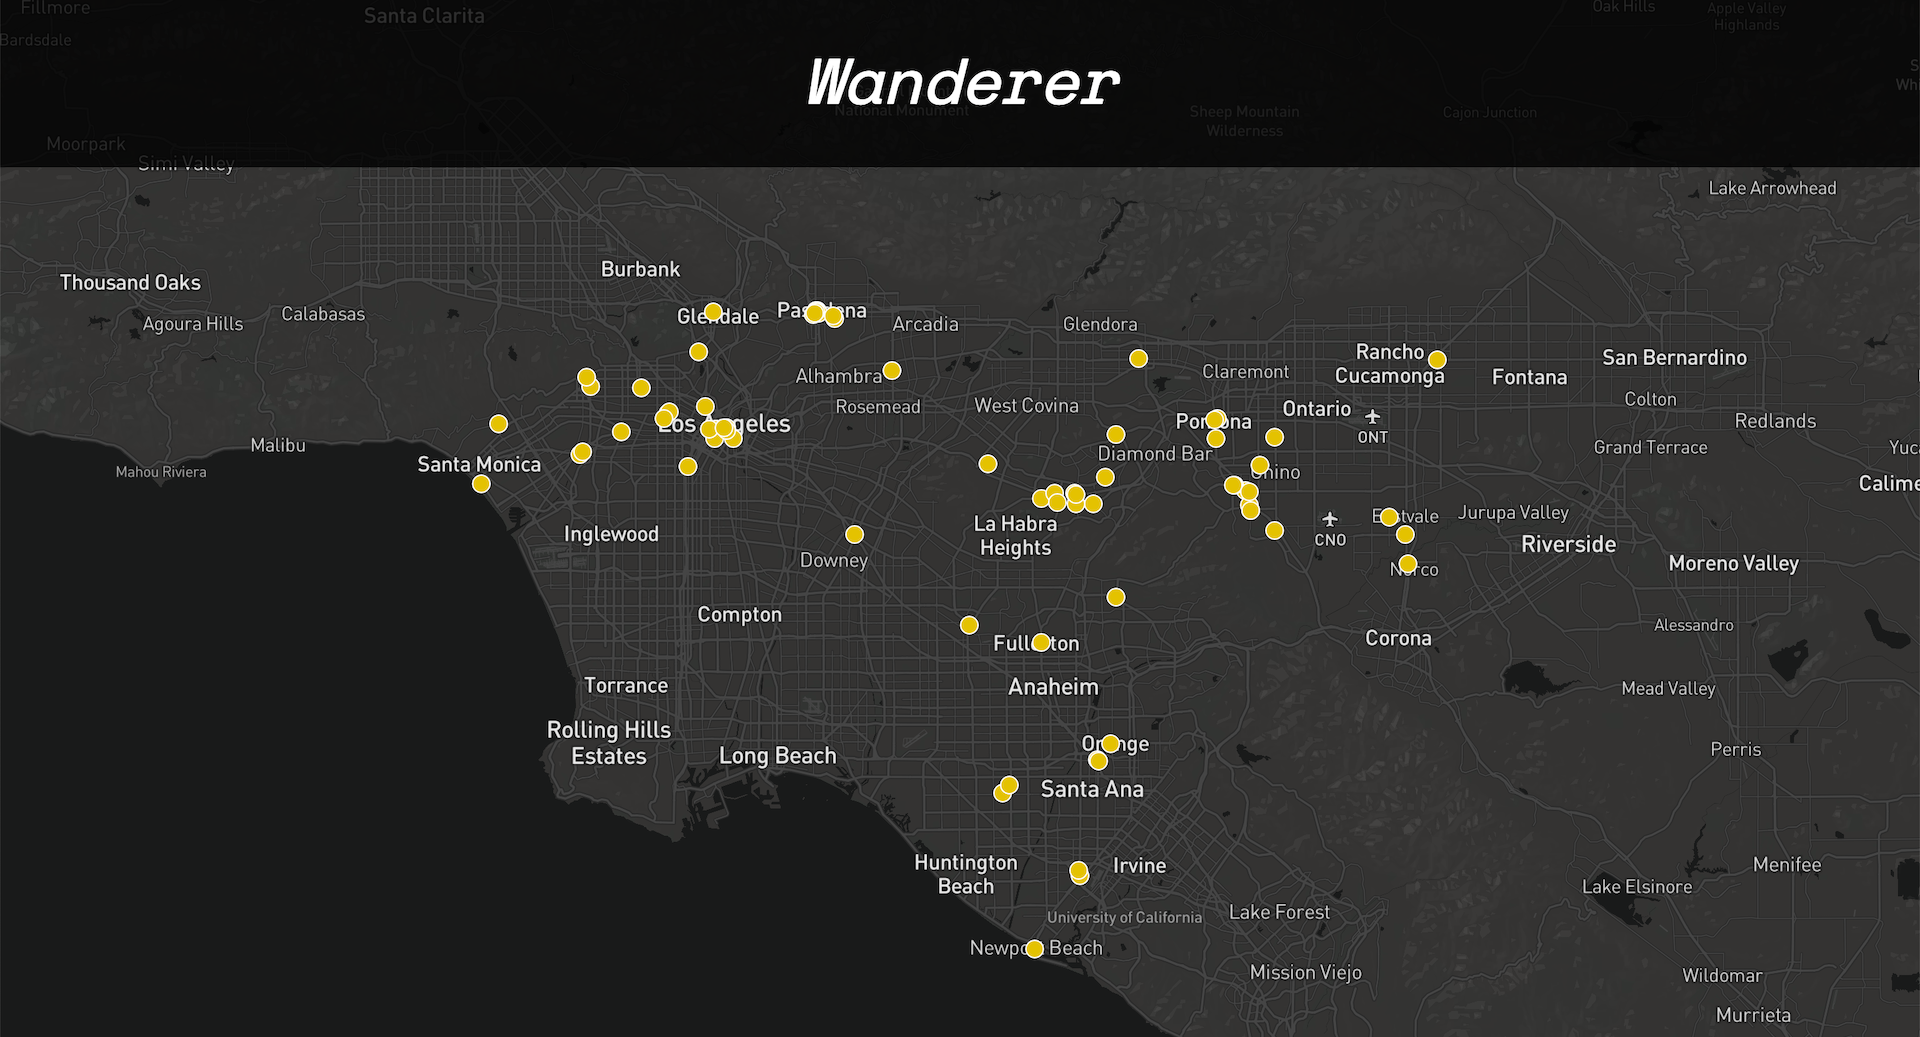 Fillmore
Santa Clarita
Oak Hills
Apple Valley
Highlands
Bardsdale
Wanderer
National Monument
Sheep Mountain
Wilderness
Cajon Junction
Moorpark
Simi Valley
Lake Arrowhead
Burbank
Thousand Oaks
Calabasas
Agoura Hills
Glendale
Pasadena
Arcadia
Glendora
Rancho
Cucamonga
San Bernardino
Alhambra
Claremont
Fontana
Rosemead
West Covina
Ontario
Colton
Los Angeles
Pomona
Redlands
ONT
Malibu
Diamond Bar
Grand Terrace
Mahou Riviera
Santa Monica
Chino
La Habra
Heights
Eastvale
Jurupa Valley
Inglewood
CNO
Riverside
Downey
Norco
Moreno Valley
Compton
Fullerton
Corona
Alessandro
Torrance
Anaheim
Mead Valley
Rolling Hills
Estates
Long Beach
Orange
Perris
Santa Ana
Huntington
Beach
Irvine
Menifee
Lake Elsinore
University of California
Lake Forest
Newport Beach
Mission Viejo
Wildomar
Murrieta